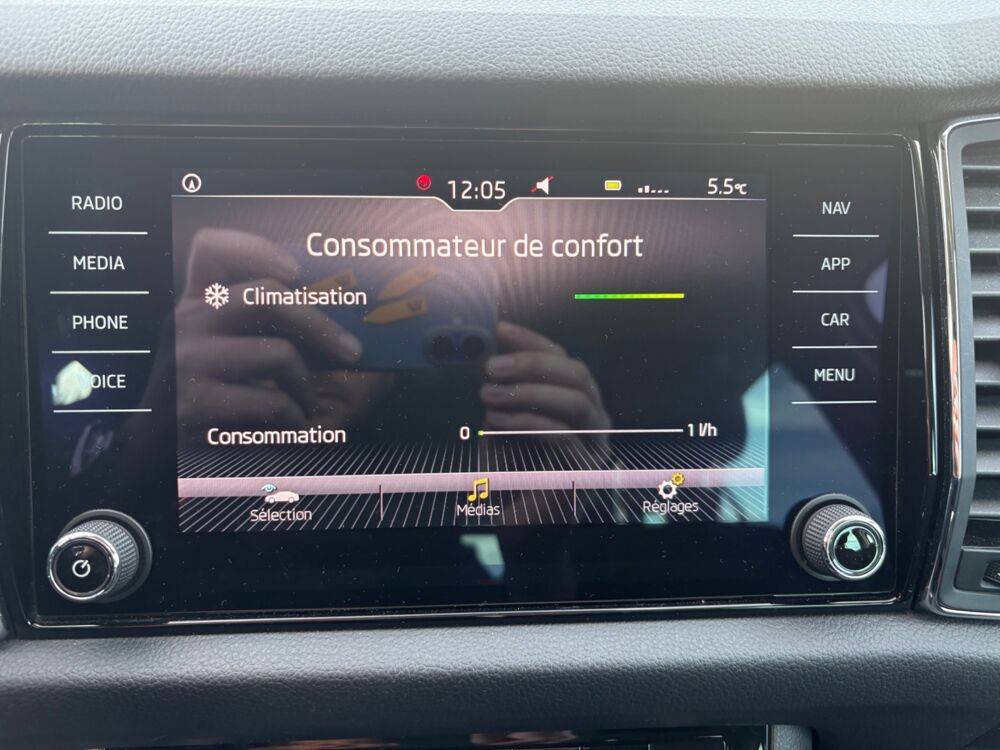 RADIO
MEDIA
PHONE
VOICE
12:05
5.5°C
Consommateur de confort
Climatisation
Consommation
0
1 l/h
Sélection
Médias
Réglages
NAV
APP
CAR
MENU